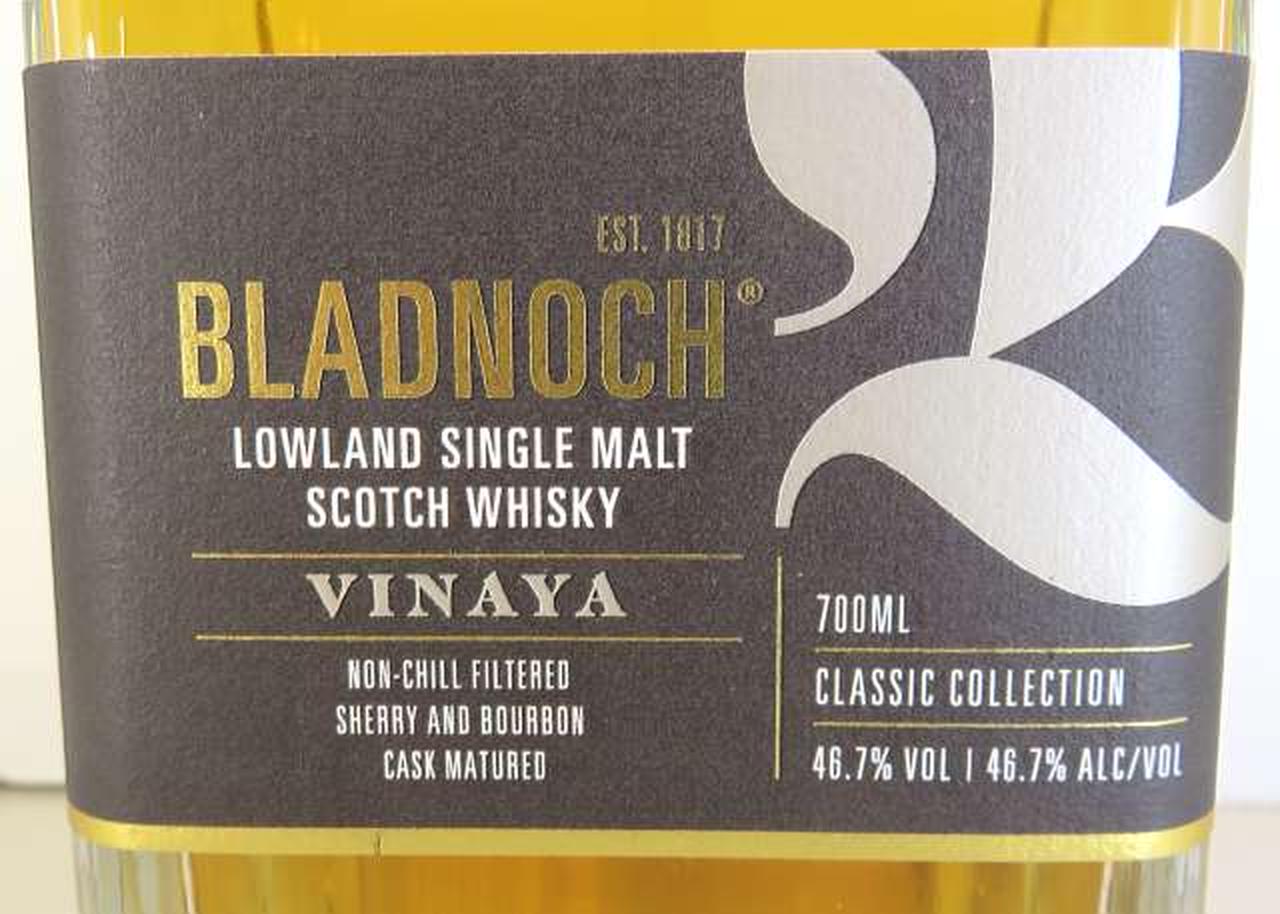 EST. 1817
BLADNOCH®
LOWLAND SINGLE MALT
SCOTCH WHISKY
VINAYA
NON-CHILL FILTERED
SHERRY AND BOURBON
CASK MATURED
700ML
CLASSIC COLLECTION
46.7% VOL | 46.7% ALC/VOL